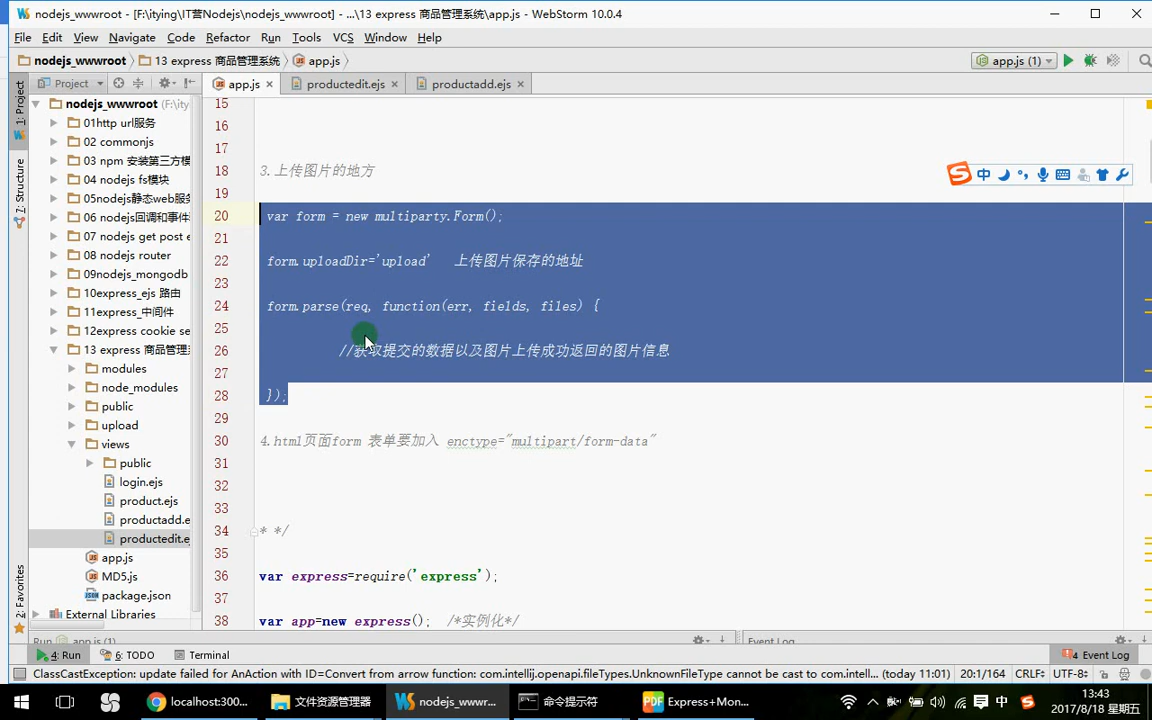 nodejs_wwwroot - [F:\itying\IT营Nodejs\nodejs_wwwroot] - ...\13 express 商品管理系统\app.js - WebStorm 10.0.4
File Edit View Navigate Code Refactor Run Tools VCS Window Help
nodejs_wwwroot 13 express 商品管理系统 app.js
app.js (1)
Project
app.js productedit.ejs productadd.ejs
1: Project
7: Structure
2: Favorites
nodejs_wwwroot (F:\ity
01http url服务
02 commonjs
03 npm 安装第三方模
04 nodejs fs模块
05nodejs静态web服务
06 nodejs回调和事件
07 nodejs get post e
08 nodejs router
09nodejs_mongodb
10express_ejs 路由
11express_中间件
12express cookie se
13 express 商品管理系
modules
node_modules
public
upload
views
public
login.ejs
product.ejs
productadd.e
productedit.e
app.js
MD5.js
package.json
External Libraries
15
16
17
18 3.上传图片的地方
19
20 var form = new multiparty.Form();
21
22 form.uploadDir='upload' 上传图片保存的地址
23
24 form.parse(req, function(err, fields, files) {
25
26 //获取提交的数据以及图片上传成功返回的图片信息
27
28 });
29
30 4.html页面form 表单要加入 enctype="multipart/form-data"
31
32
33
34 * */
35
36 var express=require('express');
37
38 var app=new express(); /*实例化*/
中
Run app.js (1)
Event Log
4: Run 6: TODO Terminal
4 Event Log
ClassCastException: update failed for AnAction with ID=Convert from arrow function: com.intellij.openapi.fileTypes.UnknownFileType cannot be cast to com.intell... (today 11:01) 20:1/164 CRLF UTF-8
localhost:300... 文件资源管理器 nodejs_wwwr... 命令提示符 Express+Mon...
中
13:43
2017/8/18 星期五